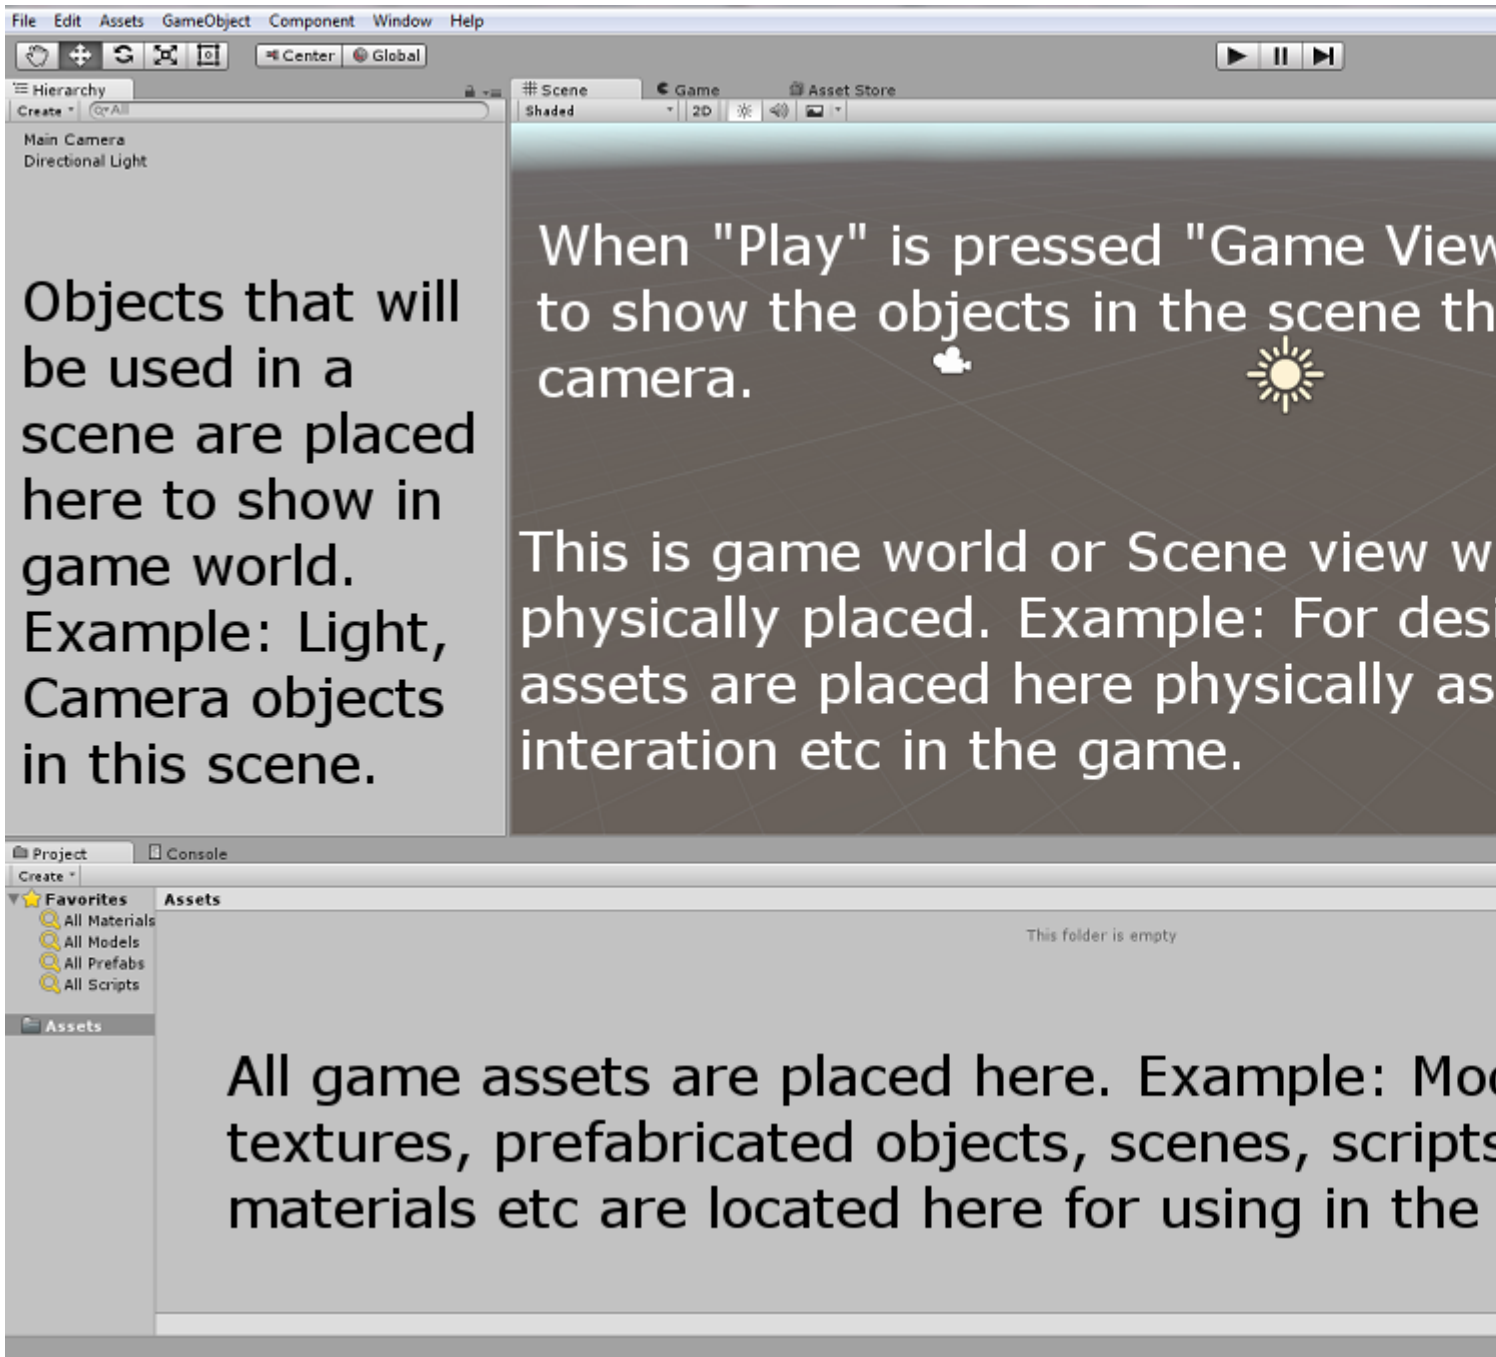 File Edit Assets GameObject Component Window Help
Center Global
Hierarchy
Create All
Main Camera
Directional Light
Objects that will
be used in a
scene are placed
here to show in
game world.
Example: Light,
Camera objects
in this scene.
Scene Game Asset Store
Shaded 2D
When "Play" is pressed "Game View
to show the objects in the scene th
camera.
This is game world or Scene view w
physically placed. Example: For desi
assets are placed here physically as
interation etc in the game.
Project Console
Create
Favorites
All Materials
All Models
All Prefabs
All Scripts
Assets
Assets
This folder is empty
All game assets are placed here. Example: Mod
textures, prefabricated objects, scenes, scripts
materials etc are located here for using in the